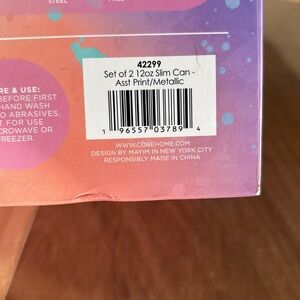 STEEL
FREE
42299
Set of 2 12oz Slim Can -
Asst Print/Metallic
1 96557 03789 4
RE & USE:
BEFORE FIRST
HAND WASH
O ABRASIVES.
T FOR USE
CROWAVE OR
REEZER.
WWW.COREHOME.COM
DESIGN BY MAYIM IN NEW YORK CITY
RESPONSIBLY MADE IN CHINA